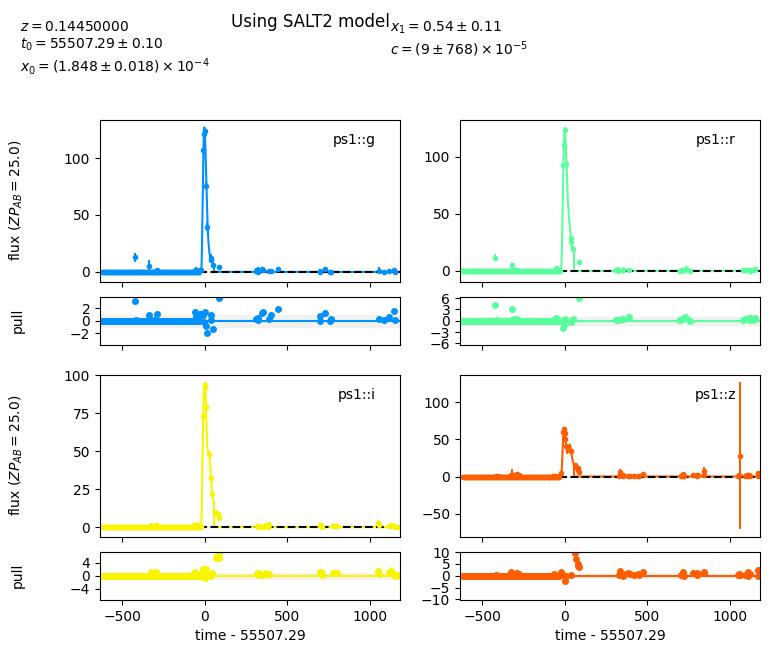 Using SALT2 model
z = 0.14450000
t₀ = 55507.29 ± 0.10
x₀ = (1.848 ± 0.018) × 10⁻⁴
x₁ = 0.54 ± 0.11
c = (9 ± 768) × 10⁻⁵
flux (ZP_AB = 25.0)
100
50
0
ps1::g
100
50
0
ps1::r
pull
2
0
−2
6
3
0
−3
−6
flux (ZP_AB = 25.0)
100
75
50
25
0
ps1::i
100
50
0
−50
ps1::z
pull
4
0
−4
10
5
0
−5
−10
−500 0 500 1000
−500 0 500 1000
time - 55507.29
time - 55507.29